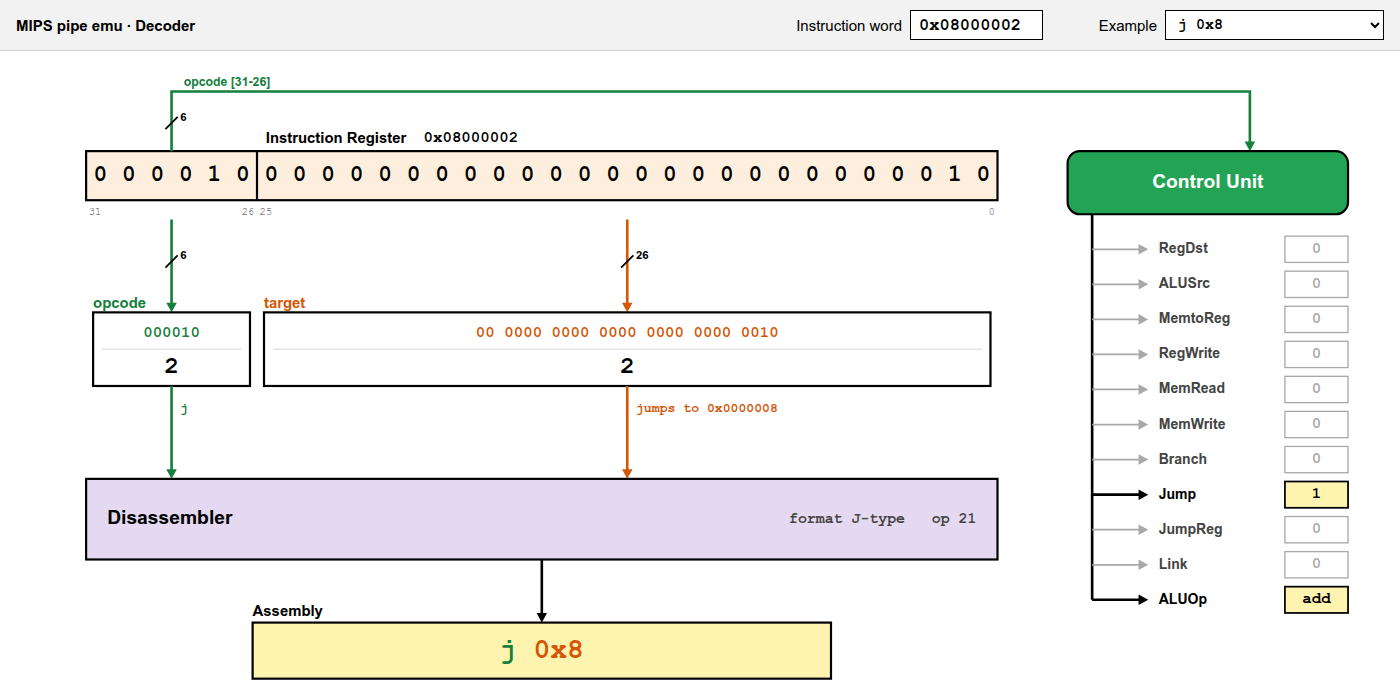 MIPS pipe emu · Decoder Instruction word 0x08000002 Example j 0x8
opcode [31-26]
6
Instruction Register 0x08000002
0 0 0 0 1 0 0 0 0 0 0 0 0 0 0 0 0 0 0 0 0 0 0 0 0 0 0 0 0 0 1 0
31 26 25 0
Control Unit
6 26
opcode target
000010 00 0000 0000 0000 0000 0000 0010
2 2
j jumps to 0x0000008
Disassembler format J-type op 21
Assembly
j 0x8
RegDst 0
ALUSrc 0
MemtoReg 0
RegWrite 0
MemRead 0
MemWrite 0
Branch 0
Jump 1
JumpReg 0
Link 0
ALUOp add